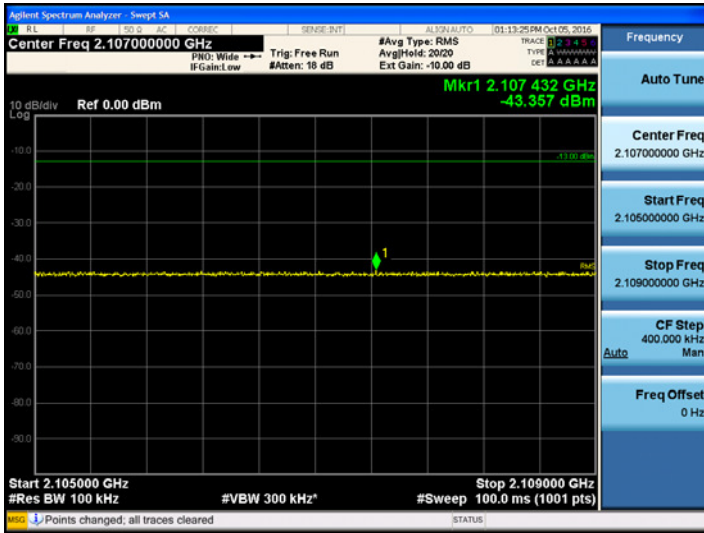 Agilent Spectrum Analyzer - Swept SA
RL RF 50 Ω AC CORREC SENSE:INT ALIGNAUTO 01:13:25 PM Oct 05, 2016
Center Freq 2.107000000 GHz
PNO: Wide
IFGain:Low
Trig: Free Run
#Atten: 18 dB
#Avg Type: RMS
Avg|Hold: 20/20
Ext Gain: -10.00 dB
TRACE 1 2 3 4 5 6
TYPE A
DET A A A A A A
Mkr1 2.107 432 GHz
-43.357 dBm
10 dB/div Ref 0.00 dBm
Log
-10.0
-13.00 dBm
-20.0
-30.0
-40.0
1
RMS
-50.0
-60.0
-70.0
-80.0
-90.0
Start 2.105000 GHz Stop 2.109000 GHz
#Res BW 100 kHz #VBW 300 kHz* #Sweep 100.0 ms (1001 pts)
MSG Points changed; all traces cleared STATUS
Frequency
Auto Tune
Center Freq
2.107000000 GHz
Start Freq
2.105000000 GHz
Stop Freq
2.109000000 GHz
CF Step
400.000 kHz
Auto Man
Freq Offset
0 Hz